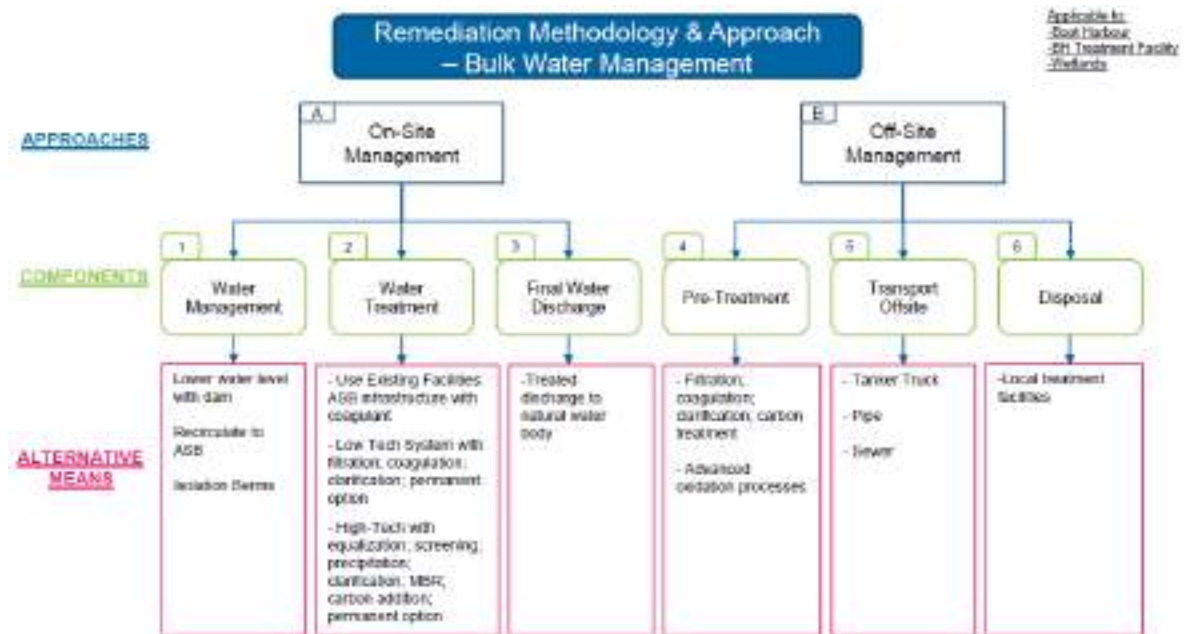 Remediation Methodology & Approach
– Bulk Water Management
Applicable to:
-Boat Harbour
-BH Treatment Facility
-Wetlands
APPROACHES
A
On-Site
Management
B
Off-Site
Management
COMPONENTS
1
Water
Management
2
Water
Treatment
3
Final Water
Discharge
4
Pre-Treatment
5
Transport
Offsite
6
Disposal
ALTERNATIVE
MEANS
Lower water level
with dam
Recirculate to
ASB
Isolation Berms
- Use Existing Facilities
ASB infrastructure with
coagulant
- Low Tech System with
filtration; coagulation;
clarification; permanent
option
- High-Tech with
equalization; screening;
precipitation;
clarification; MBR;
carbon addition;
permanent option
-Treated
discharge to
natural water
body
- Filtration;
coagulation;
clarification; carbon
treatment
- Advanced
oxidation processes
- Tanker Truck
- Pipe
- Sewer
-Local treatment
facilities